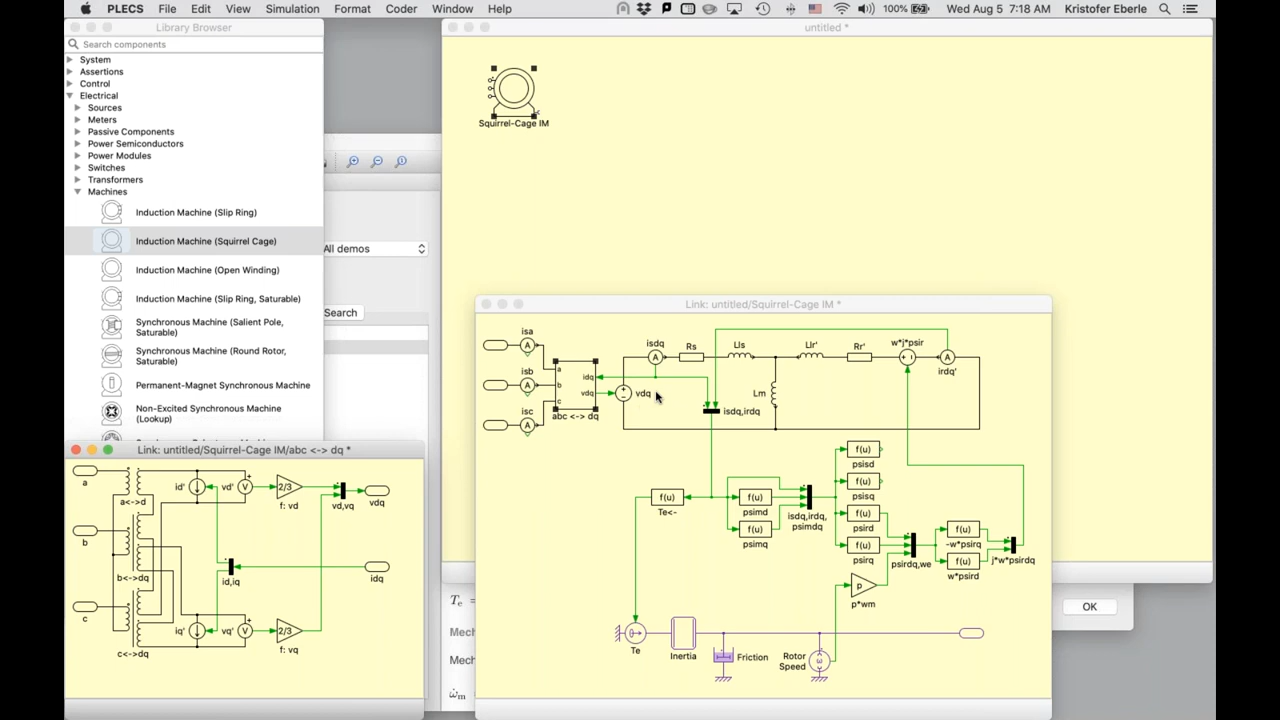 PLECS File Edit View Simulation Format Coder Window Help
100% Wed Aug 5 7:18 AM Kristofer Eberle
Library Browser
Search components
System
Assertions
Control
Electrical
Sources
Meters
Passive Components
Power Semiconductors
Power Modules
Switches
Transformers
Machines
Induction Machine (Slip Ring)
Induction Machine (Squirrel Cage)
Induction Machine (Open Winding)
Induction Machine (Slip Ring, Saturable)
Synchronous Machine (Salient Pole,
Saturable)
Synchronous Machine (Round Rotor,
Saturable)
Permanent-Magnet Synchronous Machine
Non-Excited Synchronous Machine
(Lookup)
All demos
Search
untitled *
Squirrel-Cage IM
Link: untitled/Squirrel-Cage IM *
isa
isb
isc
A
A
A
a
b
c
idq
vdq
abc <-> dq
isdq
A
Rs
Lls
Llr'
Rr'
w*j*psir
A
irdq'
vdq
Lm
isdq,irdq
f(u)
Te<-
f(u)
psimd
f(u)
psimq
isdq,irdq,
psimdq
f(u)
psisd
f(u)
psisq
f(u)
psird
f(u)
psirq
psirdq,we
f(u)
-w*psirq
f(u)
w*psird
j*w*psirdq
p
p*wm
Te
Inertia
Friction
Rotor
Speed
ω
Link: untitled/Squirrel-Cage IM/abc <-> dq *
a
b
c
a<->d
b<->dq
c<->dq
id'
vd'
V
2/3
f: vd
vd,vq
vdq
id,iq
idq
iq'
vq'
V
2/3
f: vq
Te =
Mech
Mech
ω̇m
OK